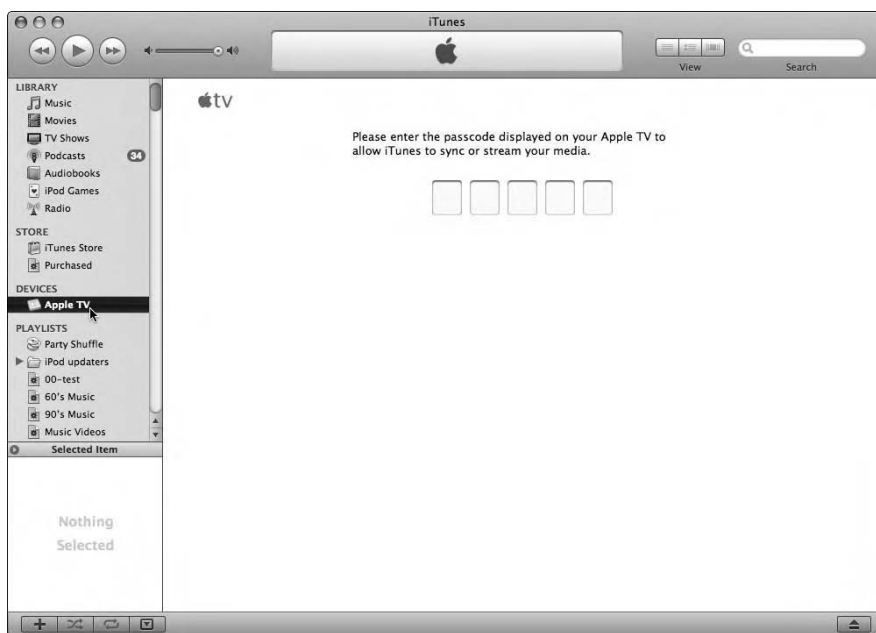 iTunes
View
Search
LIBRARY
Music
Movies
TV Shows
Podcasts
34
Audiobooks
iPod Games
Radio
STORE
iTunes Store
Purchased
DEVICES
Apple TV
PLAYLISTS
Party Shuffle
iPod updaters
00-test
60's Music
90's Music
Music Videos
Selected Item
Nothing
Selected
tv
Please enter the passcode displayed on your Apple TV to
allow iTunes to sync or stream your media.